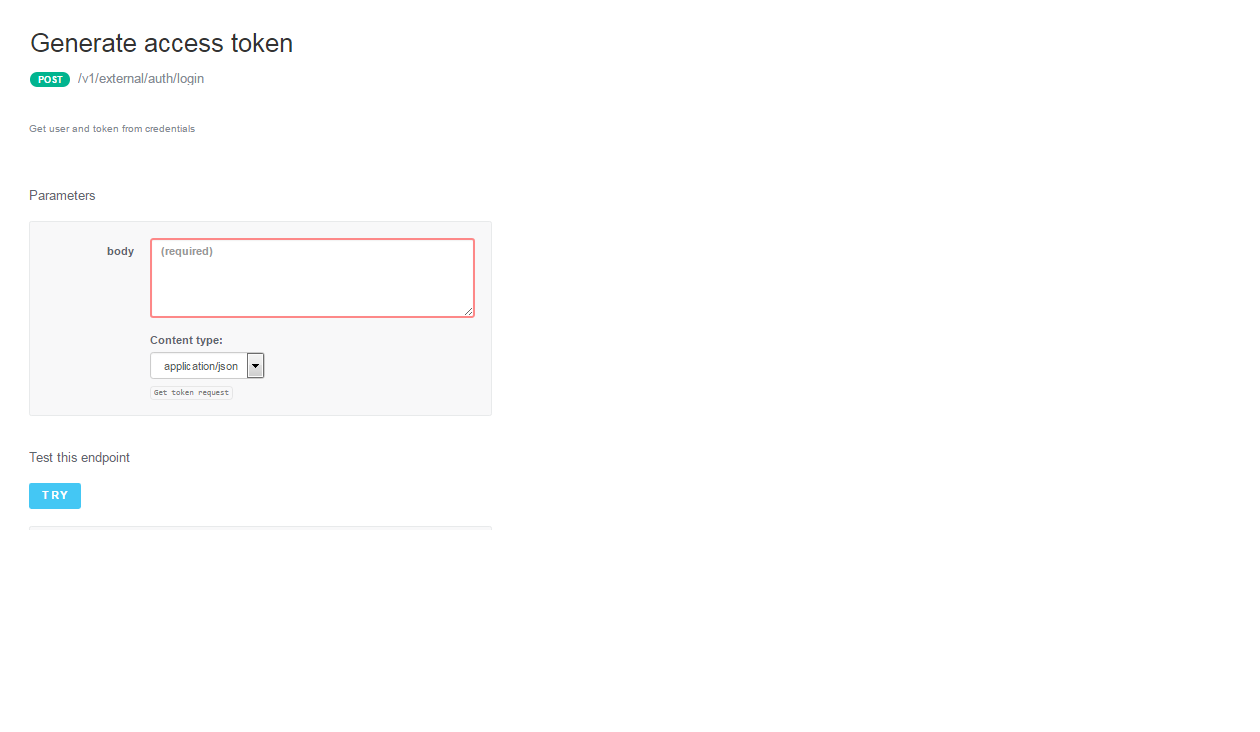 Generate access token
POST /v1/external/auth/login
Get user and token from credentials
Parameters
body (required)
Content type:
application/json
Get token request
Test this endpoint
TRY